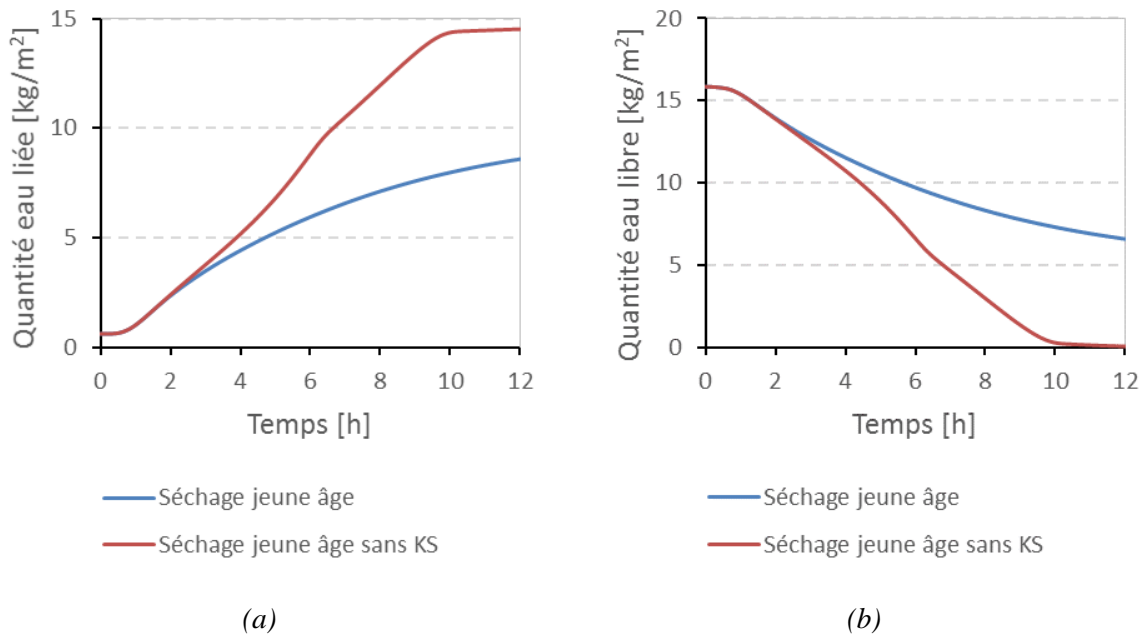 Quantité eau liée [kg/m²]
15
10
5
0
0 2 4 6 8 10 12
Temps [h]
Séchage jeune âge
Séchage jeune âge sans KS
(a)
Quantité eau libre [kg/m²]
20
15
10
5
0
0 2 4 6 8 10 12
Temps [h]
Séchage jeune âge
Séchage jeune âge sans KS
(b)